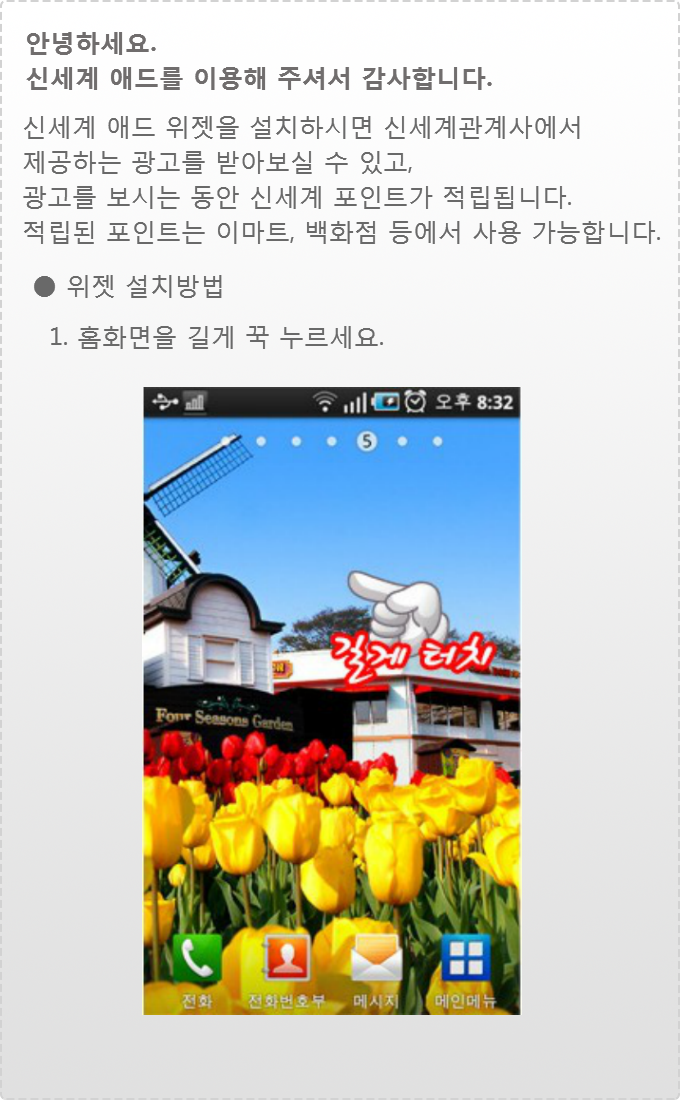 안녕하세요.
신세계 애드를 이용해 주셔서 감사합니다.
신세계 애드 위젯을 설치하시면 신세계관계사에서
제공하는 광고를 받아보실 수 있고,
광고를 보시는 동안 신세계 포인트가 적립됩니다.
적립된 포인트는 이마트, 백화점 등에서 사용 가능합니다.
● 위젯 설치방법
1. 홈화면을 길게 꾹 누르세요.
오후 8:32
5
길게 터치
Four Seasons Garden
전화 전화번호부 메시지 메인메뉴